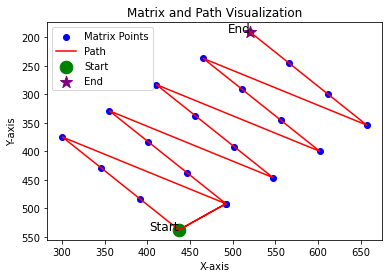 Matrix and Path Visualization
Matrix Points
Path
Start
End
End
Start
Y-axis
200
250
300
350
400
450
500
550
300
350
400
450
500
550
600
650
X-axis